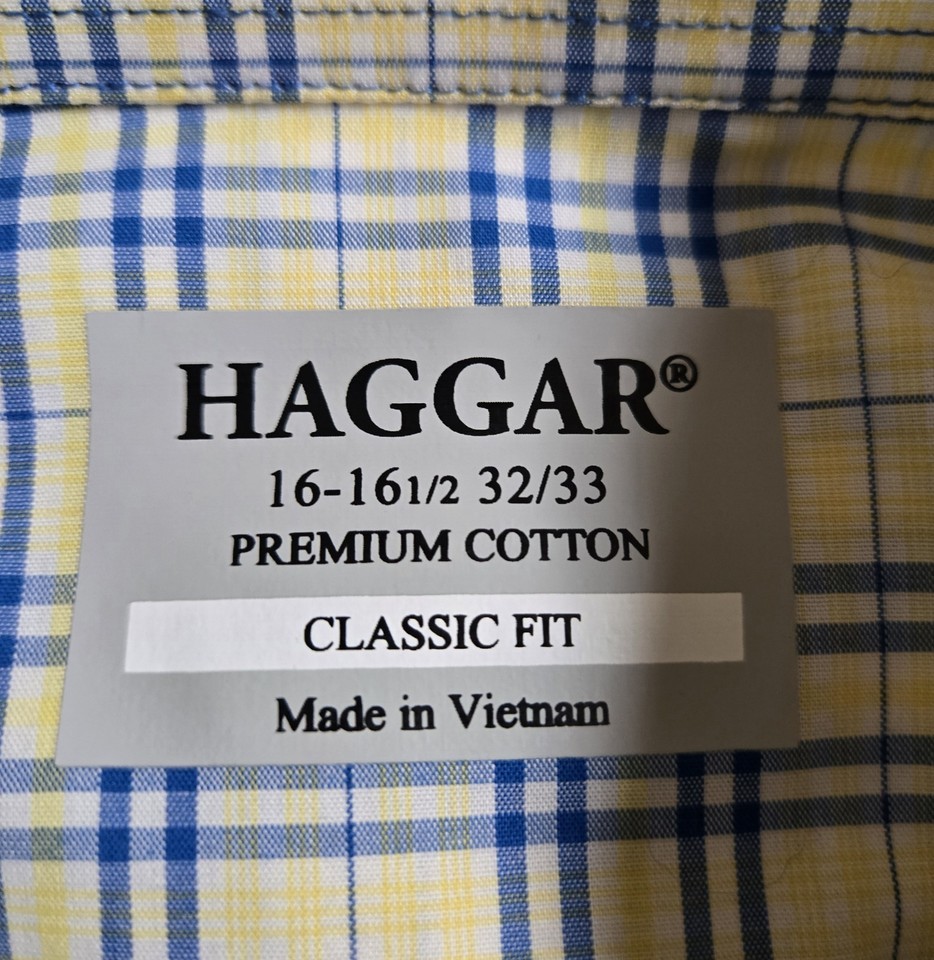 HAGGAR®
16-16 1/2 32/33
PREMIUM COTTON
CLASSIC FIT
Made in Vietnam